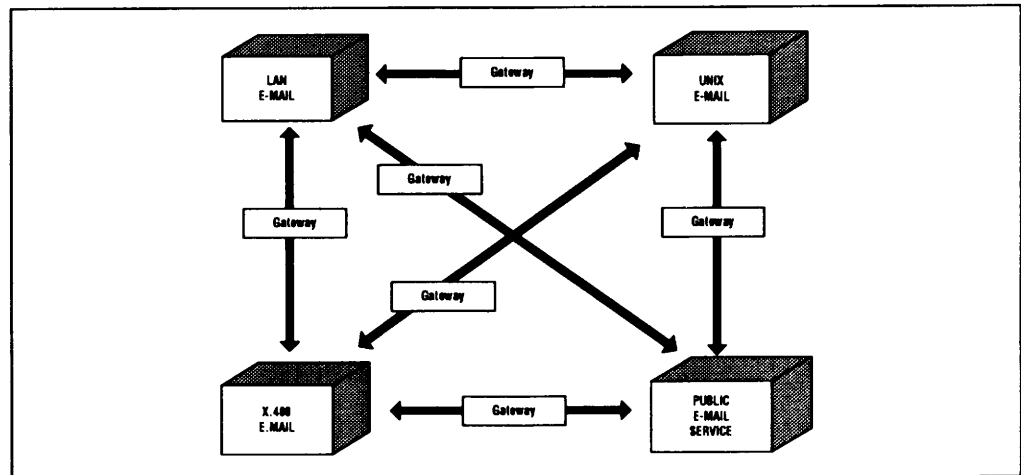 LAN
E-MAIL
Gateway
UNIX
E-MAIL
Gateway
Gateway
Gateway
Gateway
X.400
E.MAIL
Gateway
PUBLIC
E-MAIL
SERVICE